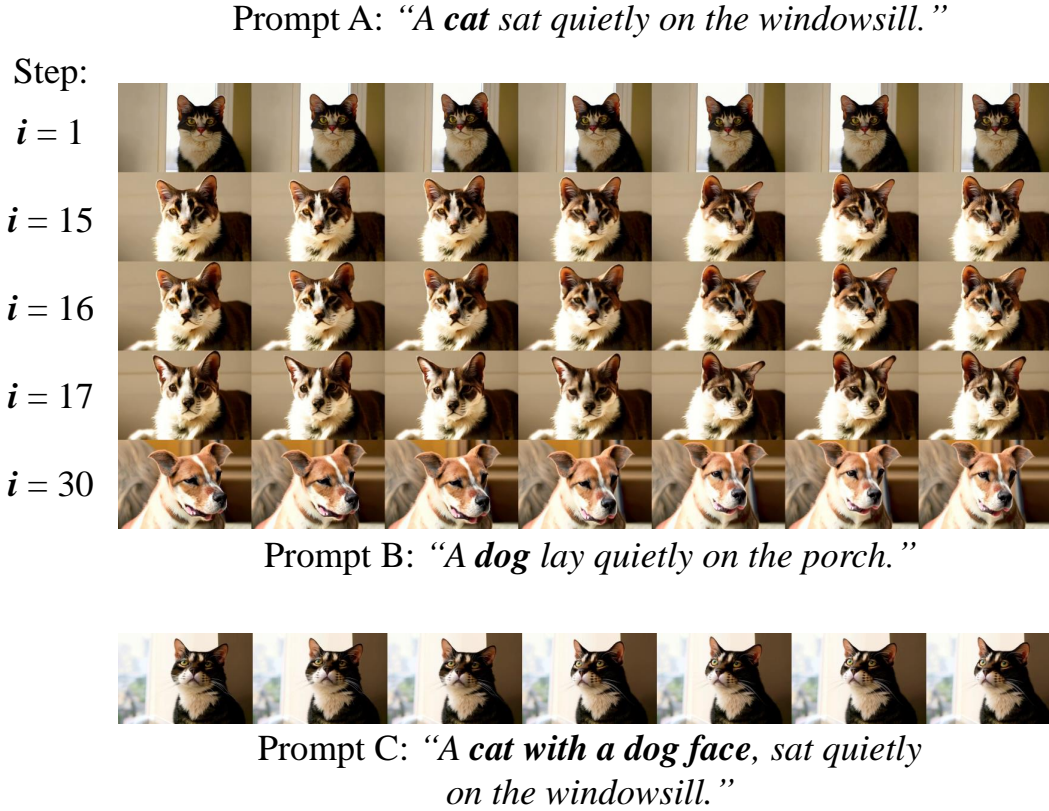 Prompt A: “A cat sat quietly on the windowsill.”
Step:
i = 1
i = 15
i = 16
i = 17
i = 30
Prompt B: “A dog lay quietly on the porch.”
Prompt C: “A cat with a dog face, sat quietly
on the windowsill.”